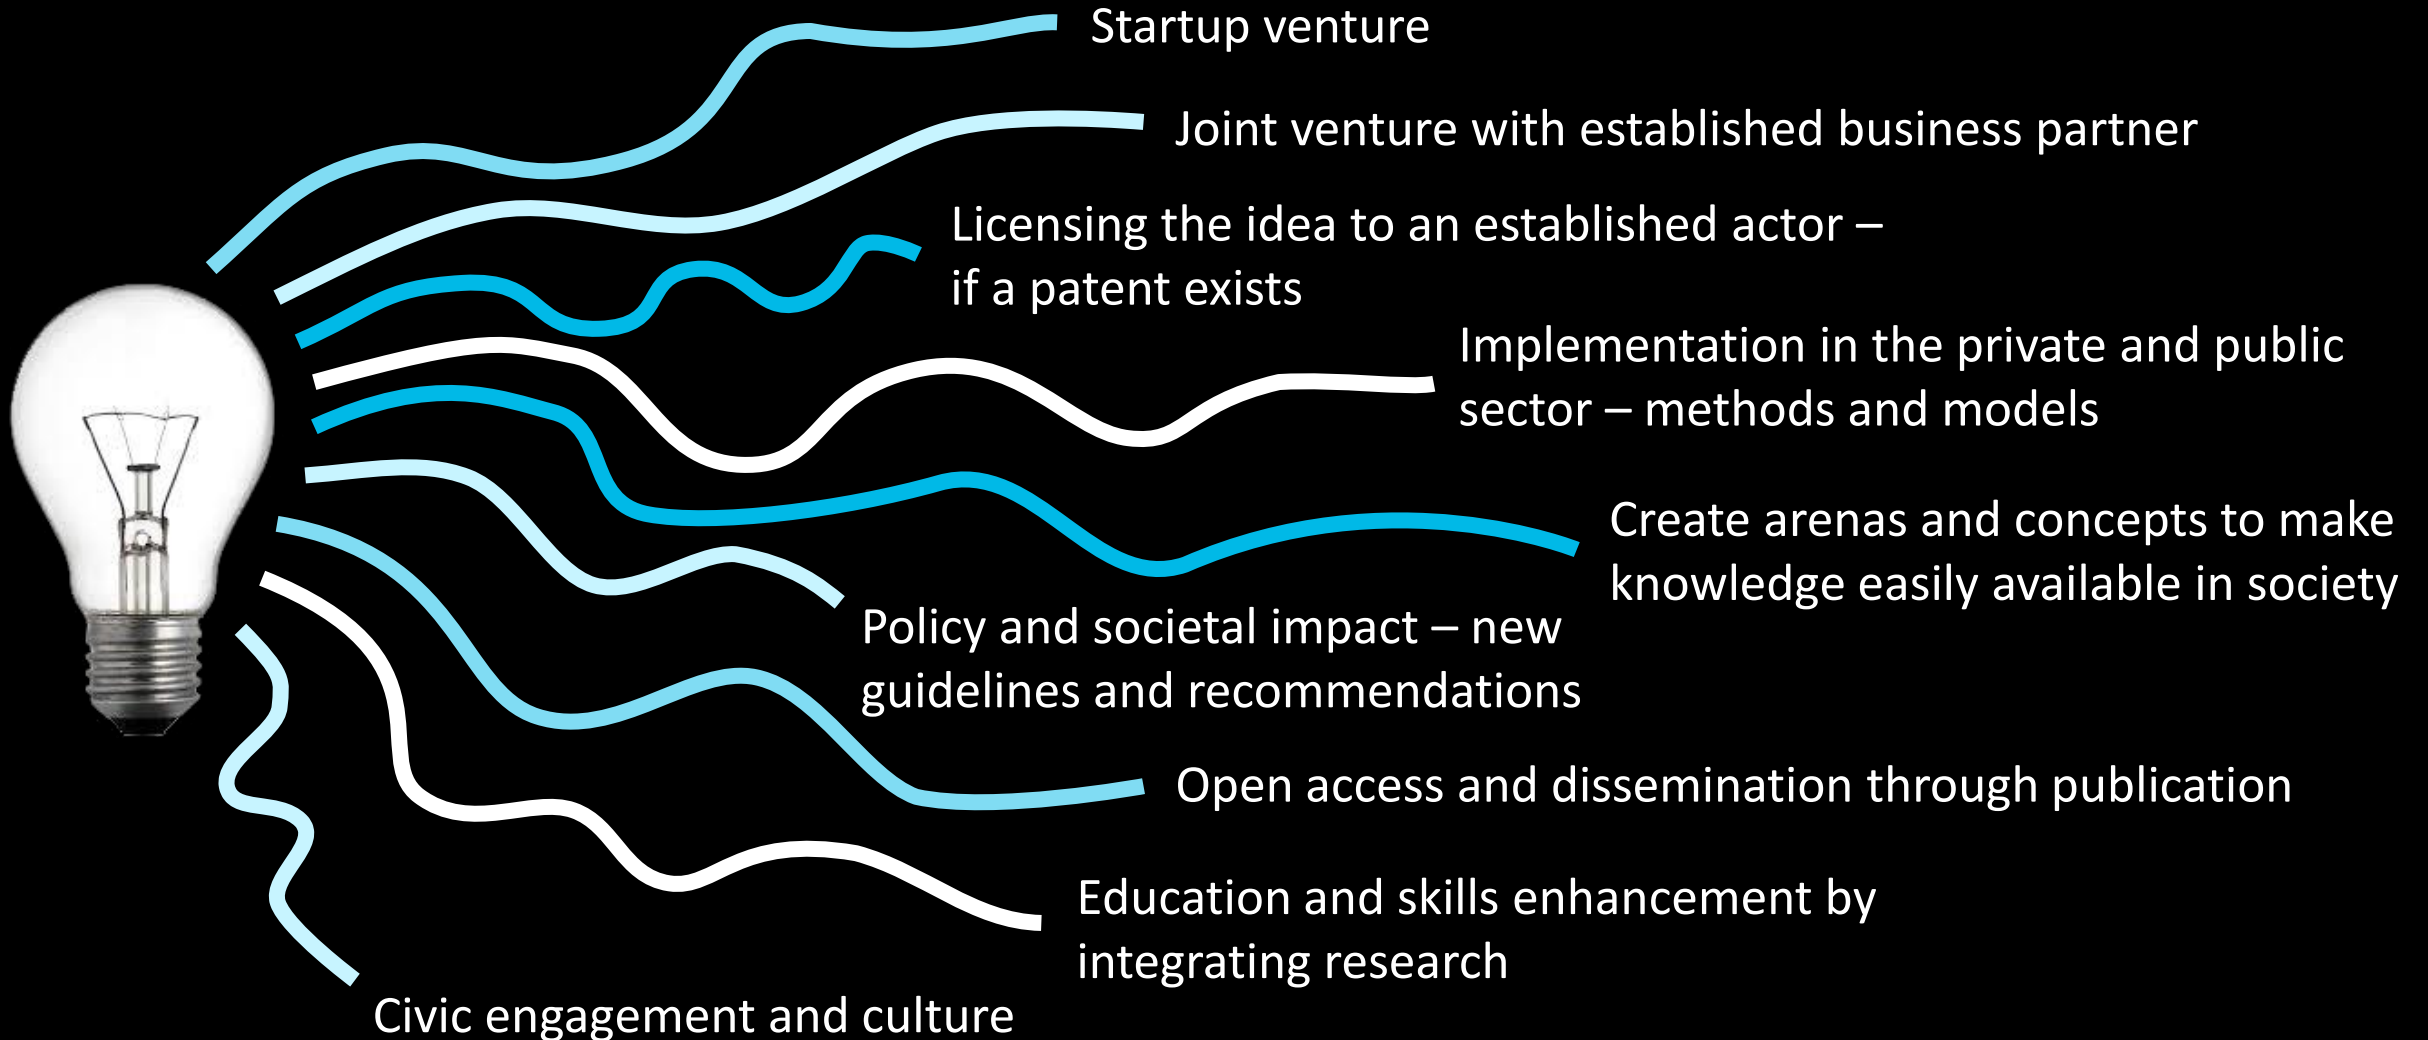 Startup venture
Joint venture with established business partner
Licensing the idea to an established actor –
if a patent exists
Implementation in the private and public
sector – methods and models
Create arenas and concepts to make
knowledge easily available in society
Policy and societal impact – new
guidelines and recommendations
Open access and dissemination through publication
Education and skills enhancement by
integrating research
Civic engagement and culture